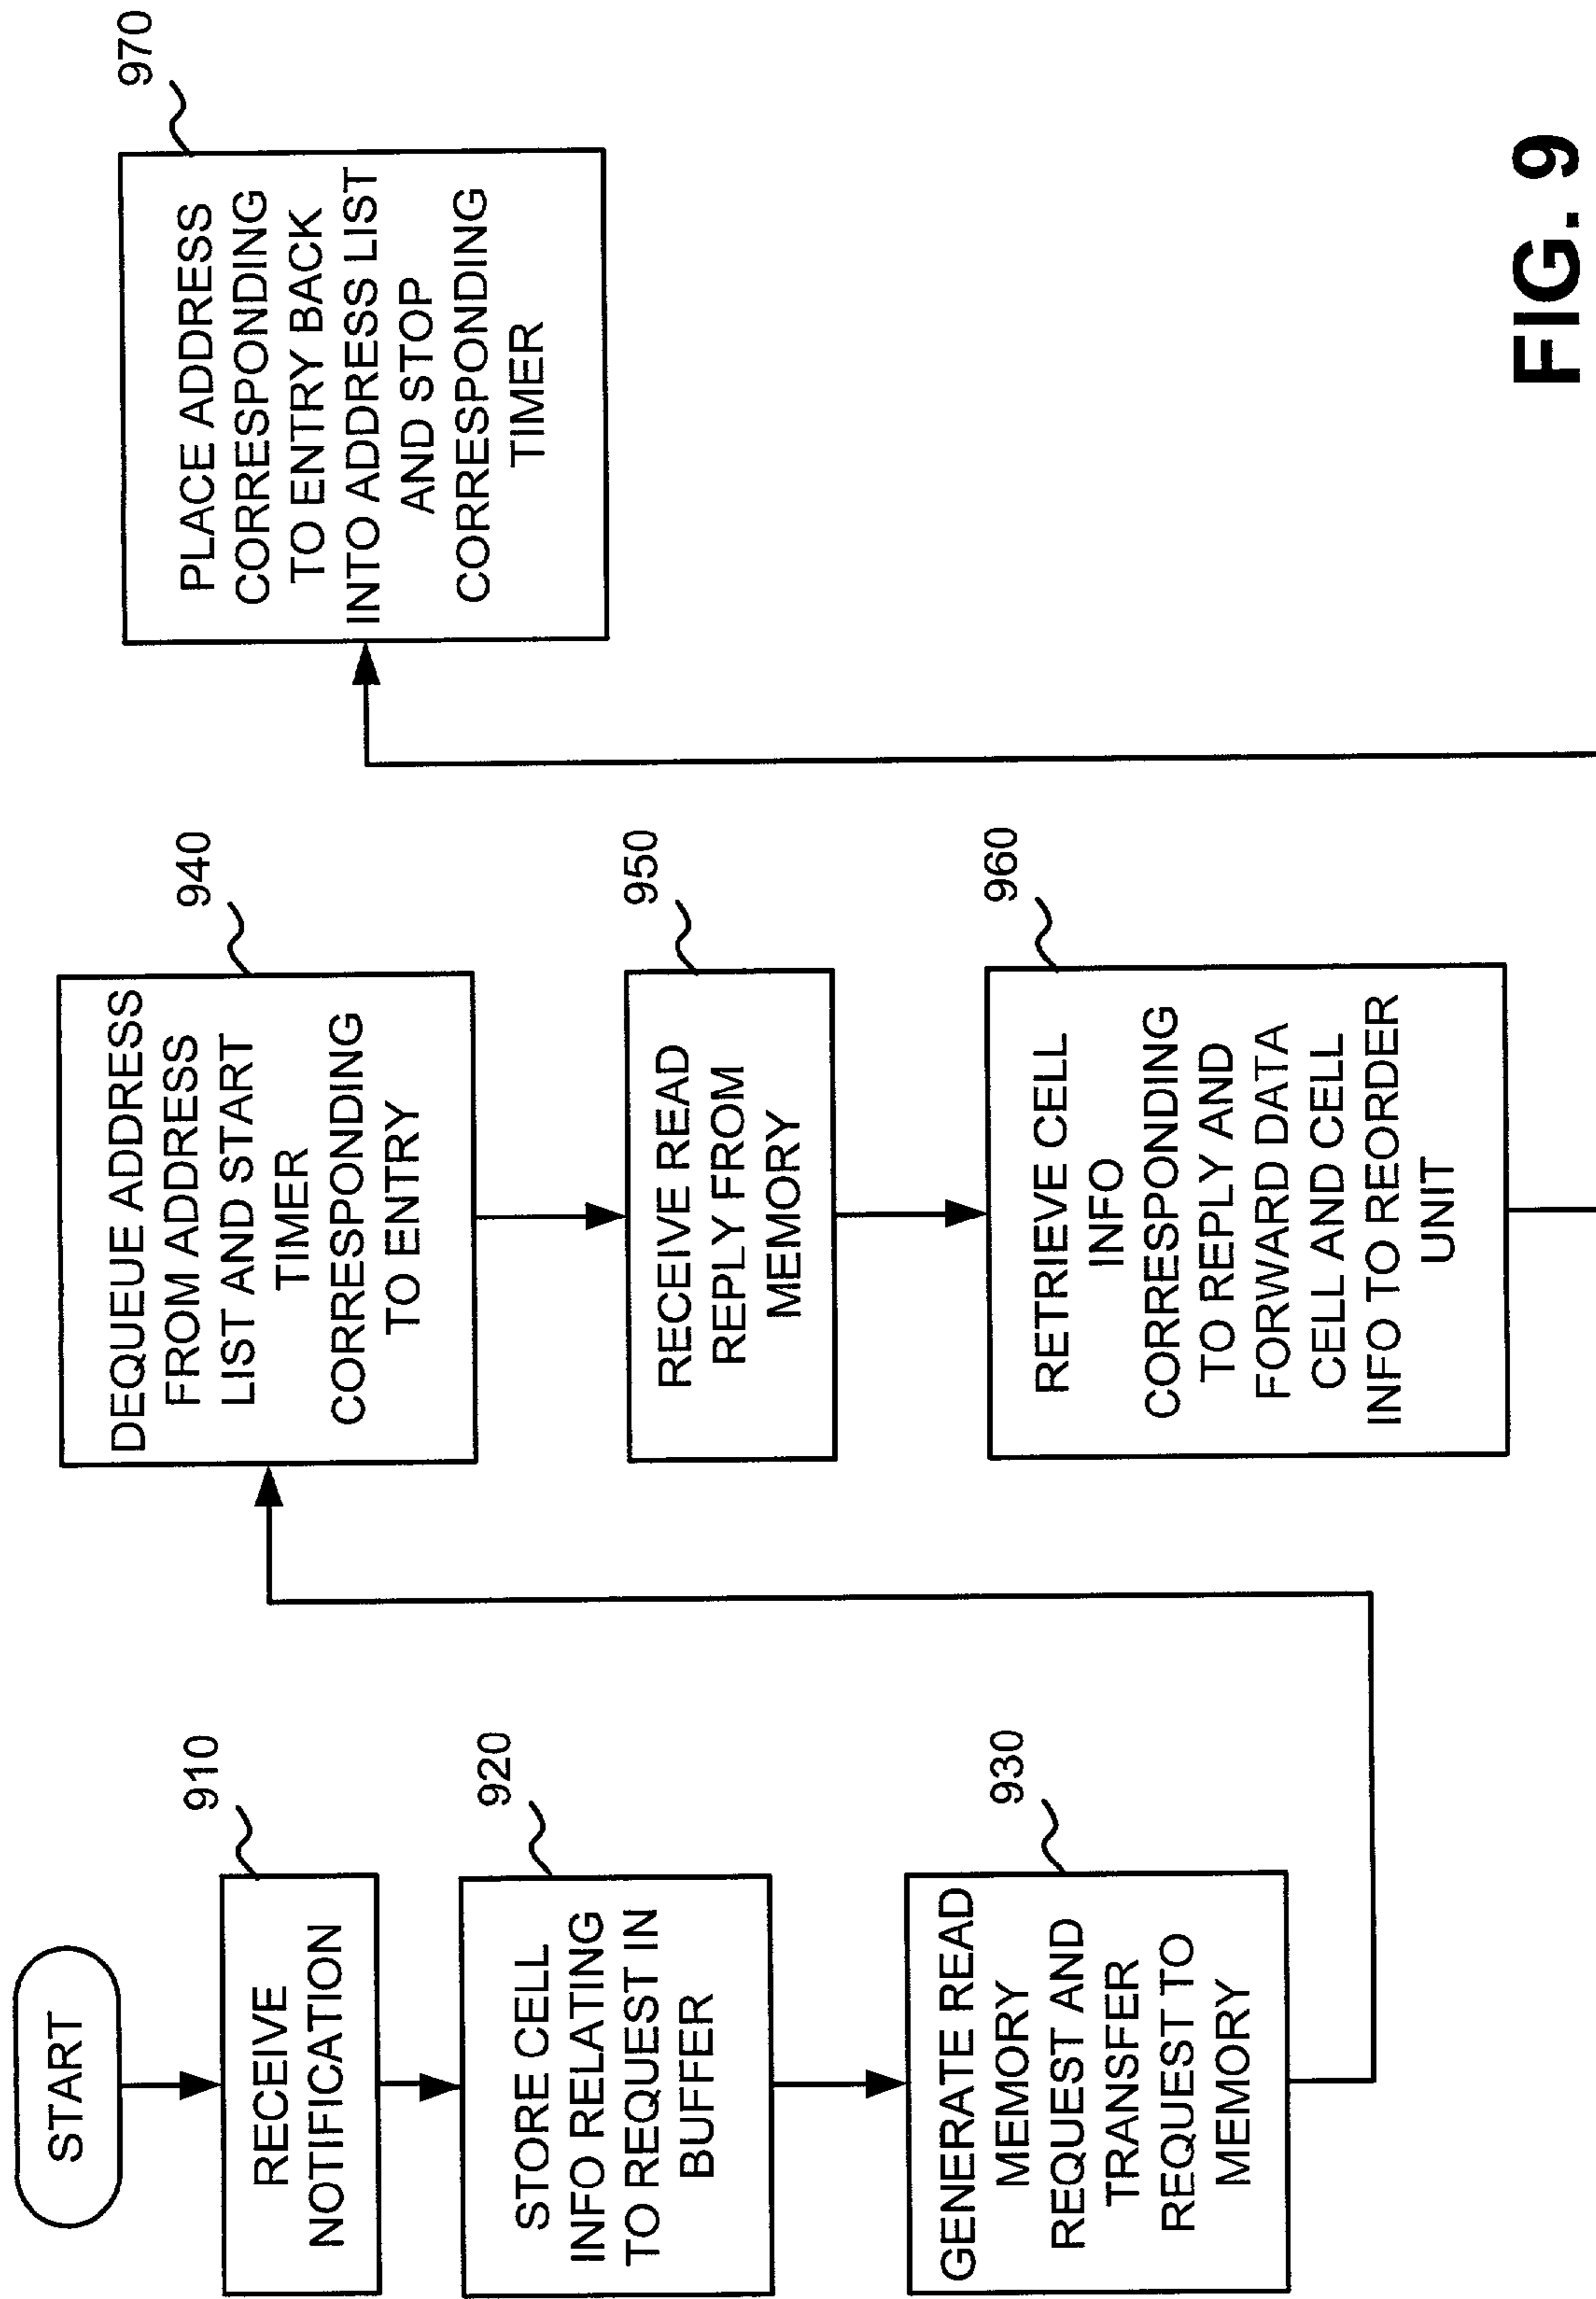 START
910
RECEIVE
NOTIFICATION
920
STORE CELL
INFO RELATING
TO REQUEST IN
BUFFER
930
GENERATE READ
MEMORY
REQUEST AND
TRANSFER
REQUEST TO
MEMORY
940
DEQUEUE ADDRESS
FROM ADDRESS
LIST AND START
TIMER
CORRESPONDING
TO ENTRY
950
RECEIVE READ
REPLY FROM
MEMORY
960
RETRIEVE CELL
INFO
CORRESPONDING
TO REPLY AND
FORWARD DATA
CELL AND CELL
INFO TO REORDER
UNIT
970
PLACE ADDRESS
CORRESPONDING
TO ENTRY BACK
INTO ADDRESS LIST
AND STOP
CORRESPONDING
TIMER
FIG. 9